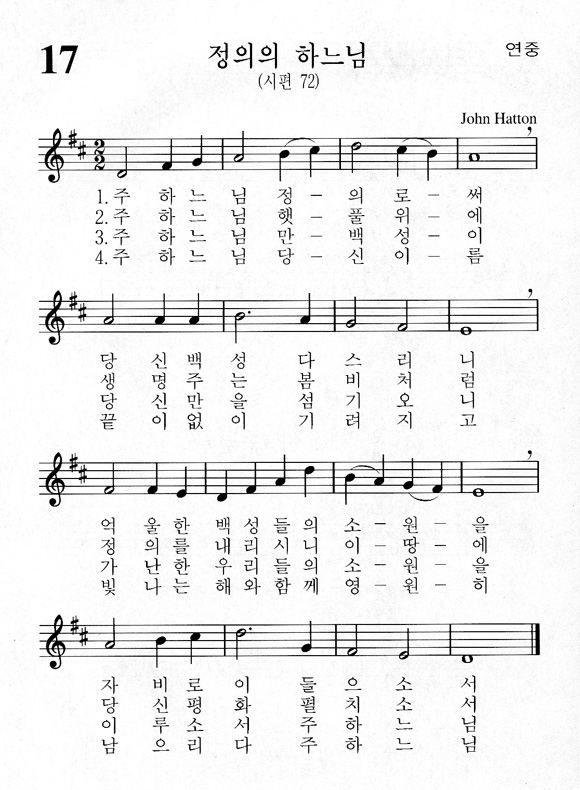 17
정의의 하느님
연중
(시편 72)
John Hatton
1. 주 하 느 님 정 – 의 로 – 써
2. 주 하 느 님 햇 – 풀 위 – 에
3. 주 하 느 님 만 – 백 성 – 이
4. 주 하 느 님 당 – 신 이 – 름
당 신 백 성 다 스 리 니
생 명 주 는 봄 비 처 럼
당 신 만 을 섬 기 오 니
끝 이 없 이 기 려 지 고
억 울 한 백 성 들 의 소 – 원 – 을
정 의 를 내 리 시 니 이 – 땅 – 에
가 난 한 우 리 들 의 소 – 원 – 을
빛 나 는 해 와 함 께 영 – 원 – 히
자 비 로 이 들 으 소 서
당 신 평 화 펼 치 소 서
이 루 소 서 주 하 느 님
남 으 리 다 주 하 느 님